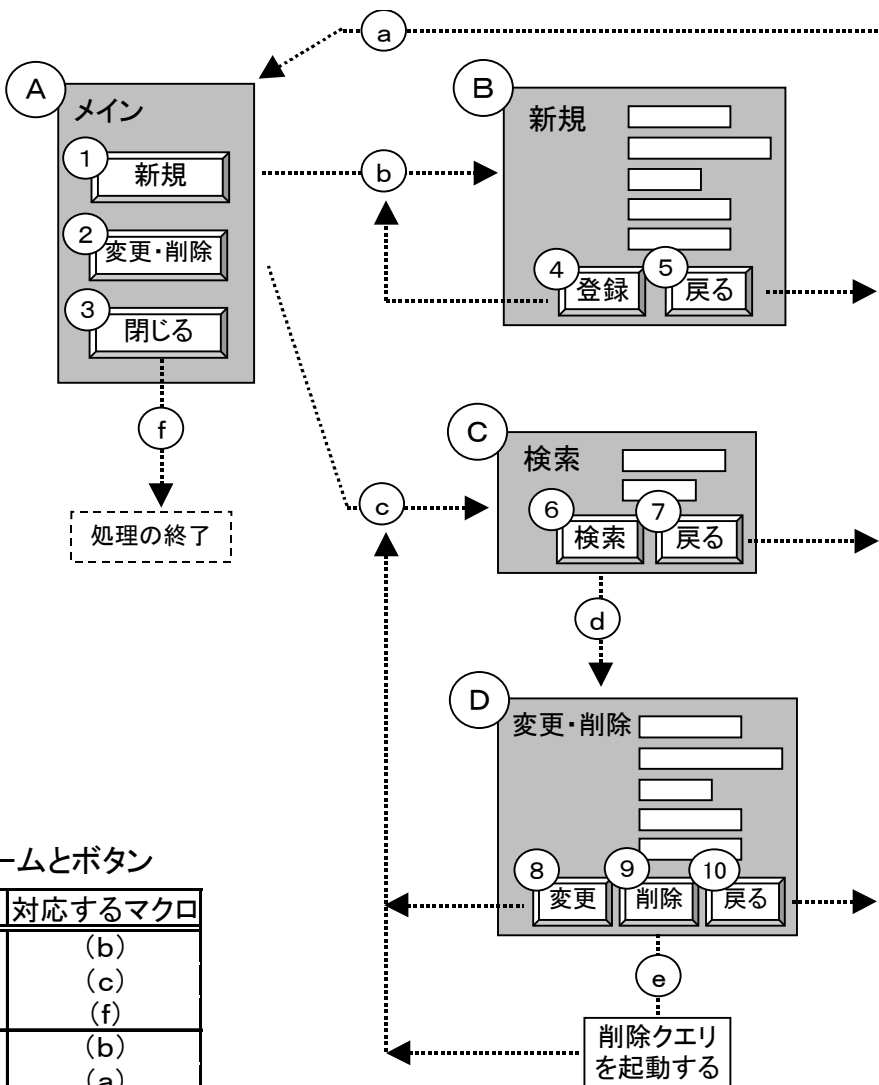 a
A
メイン
1
新規
2
変更・削除
3
閉じる
f
処理の終了
b
B
新規
4
登録
5
戻る
c
C
検索
6
検索
7
戻る
d
D
変更・削除
8
変更
9
削除
10
戻る
e
削除クエリ
を起動する
ームとボタン
対応するマクロ
(b)
(c)
(f)
(b)
(a)